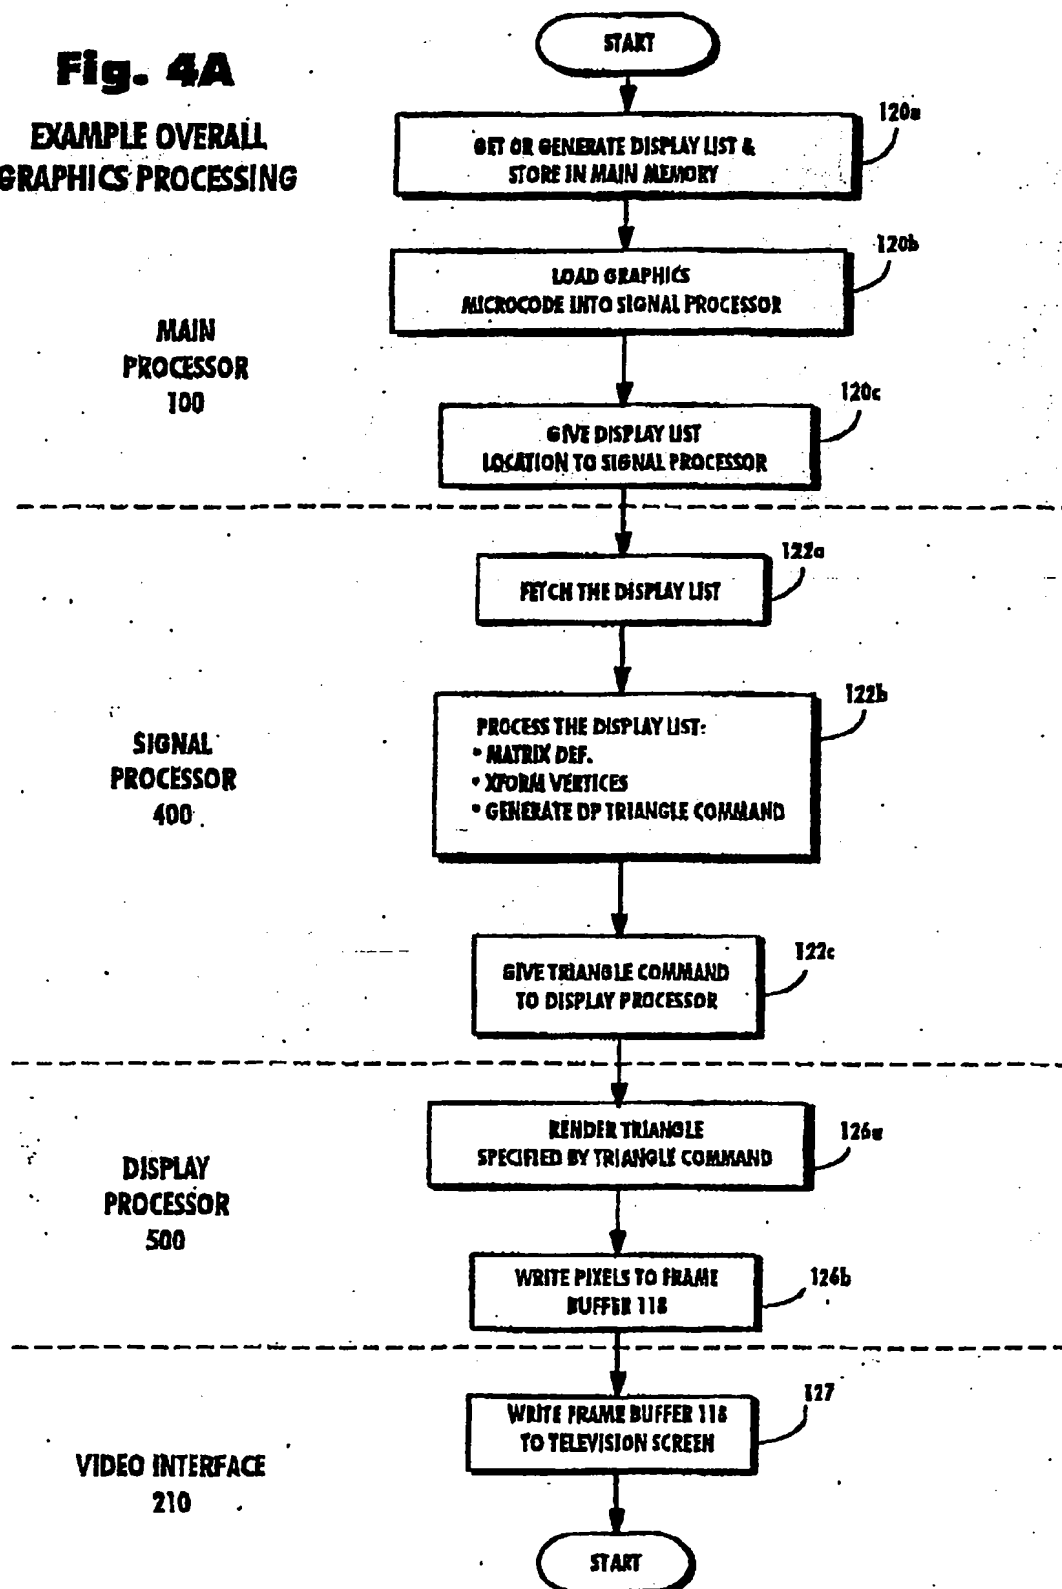 Fig. 4A
EXAMPLE OVERALL
GRAPHICS PROCESSING
START
GET OR GENERATE DISPLAY LIST &
STORE IN MAIN MEMORY
120a
LOAD GRAPHICS
MICROCODE INTO SIGNAL PROCESSOR
120b
MAIN
PROCESSOR
100
GIVE DISPLAY LIST
LOCATION TO SIGNAL PROCESSOR
120c
FETCH THE DISPLAY LIST
122a
SIGNAL
PROCESSOR
400
PROCESS THE DISPLAY LIST:
• MATRIX DEF.
• XFORM VERTICES
• GENERATE DP TRIANGLE COMMAND
122b
GIVE TRIANGLE COMMAND
TO DISPLAY PROCESSOR
122c
DISPLAY
PROCESSOR
500
RENDER TRIANGLE
SPECIFIED BY TRIANGLE COMMAND
126a
WRITE PIXELS TO FRAME
BUFFER 118
126b
VIDEO INTERFACE
210
WRITE FRAME BUFFER 118
TO TELEVISION SCREEN
127
START